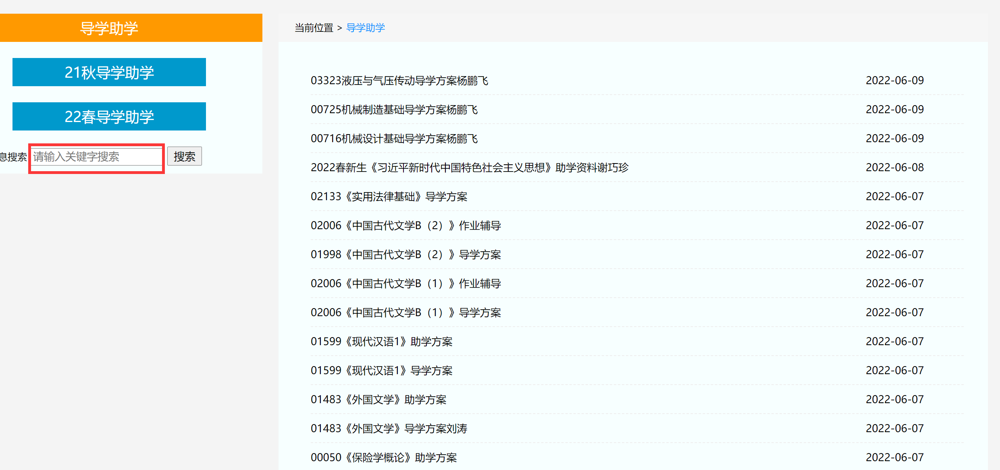 导学助学
21秋导学助学
22春导学助学
息搜索 请输入关键字搜索 搜索
当前位置 > 导学助学
03323液压与气压传动导学方案杨鹏飞 2022-06-09
00725机械制造基础导学方案杨鹏飞 2022-06-09
00716机械设计基础导学方案杨鹏飞 2022-06-09
2022春新生《习近平新时代中国特色社会主义思想》助学资料谢巧珍 2022-06-08
02133《实用法律基础》导学方案 2022-06-07
02006《中国古代文学B（2）》作业辅导 2022-06-07
01998《中国古代文学B（2）》导学方案 2022-06-07
02006《中国古代文学B（1）》作业辅导 2022-06-07
02006《中国古代文学B（1）》导学方案 2022-06-07
01599《现代汉语1》助学方案 2022-06-07
01599《现代汉语1》导学方案 2022-06-07
01483《外国文学》助学方案 2022-06-07
01483《外国文学》导学方案刘涛 2022-06-07
00050《保险学概论》助学方案 2022-06-07